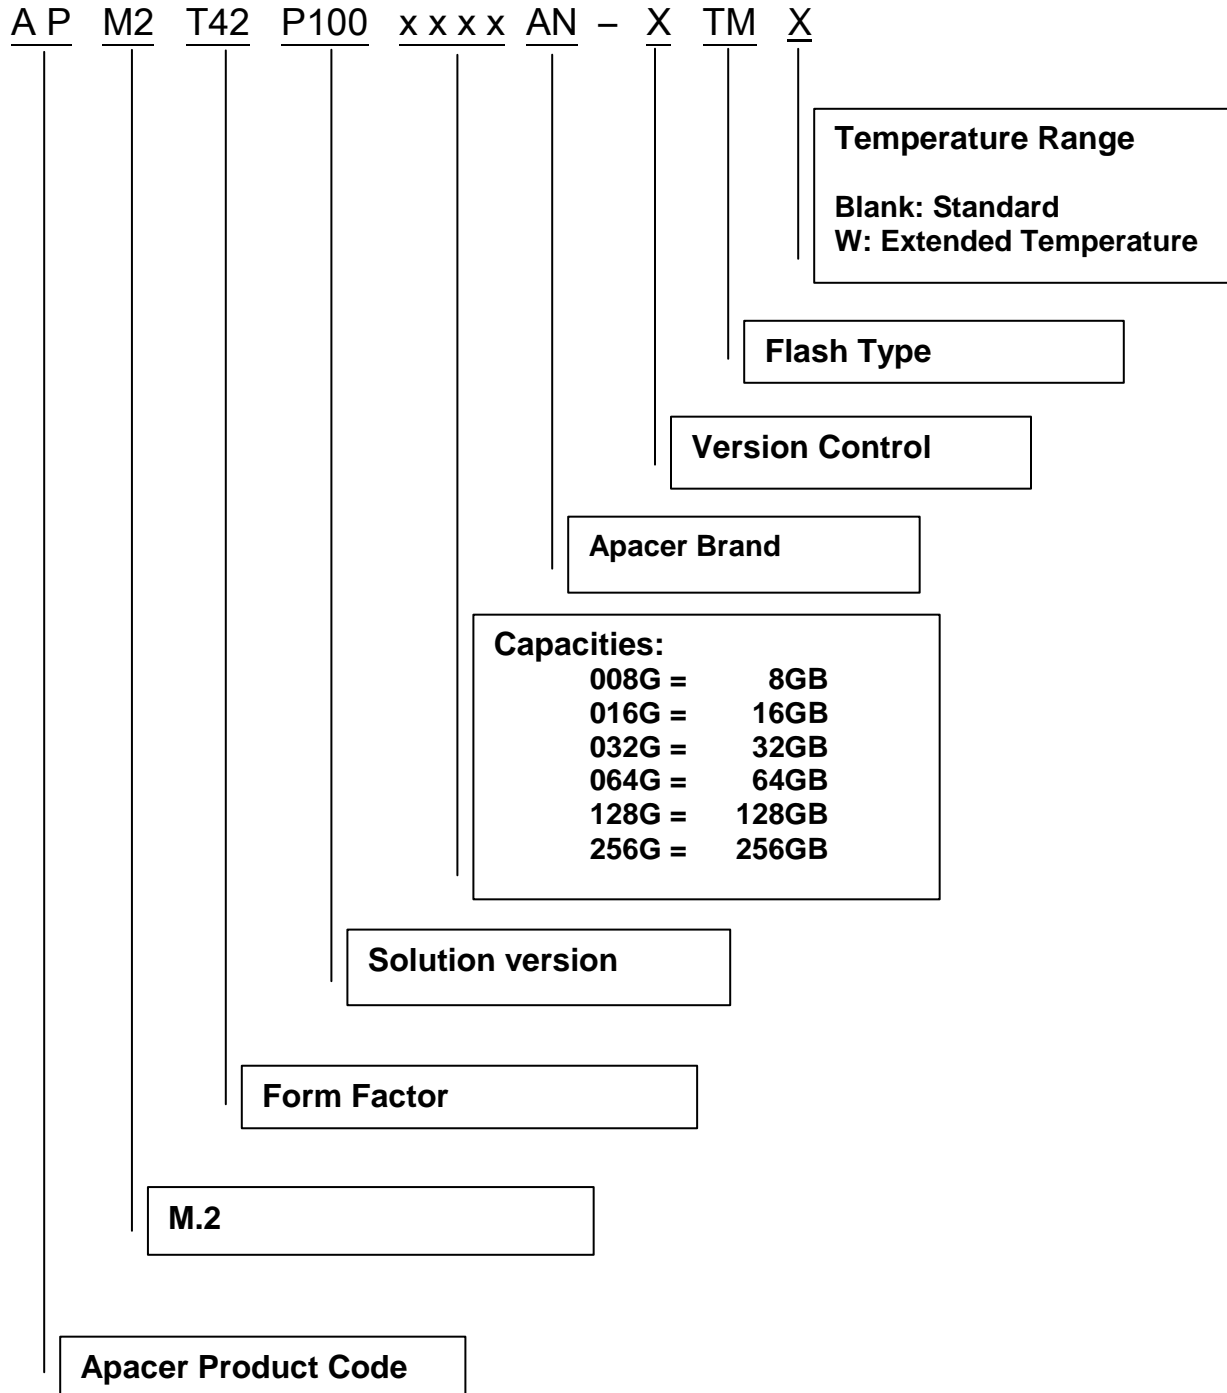 A P M2 T42 P100 x x x x AN – X TM X
Temperature Range
Blank: Standard
W: Extended Temperature
Flash Type
Version Control
Apacer Brand
Capacities:
008G = 8GB
016G = 16GB
032G = 32GB
064G = 64GB
128G = 128GB
256G = 256GB
Solution version
Form Factor
M.2
Apacer Product Code